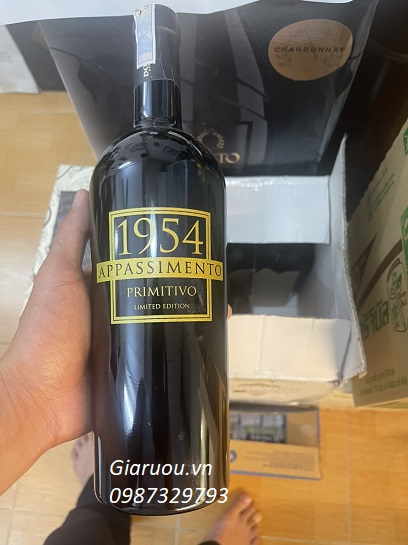 CHARDONNAY
1954
APPASSIMENTO
PRIMITIVO
LIMITED EDITION
Giaruou.vn
0987329793